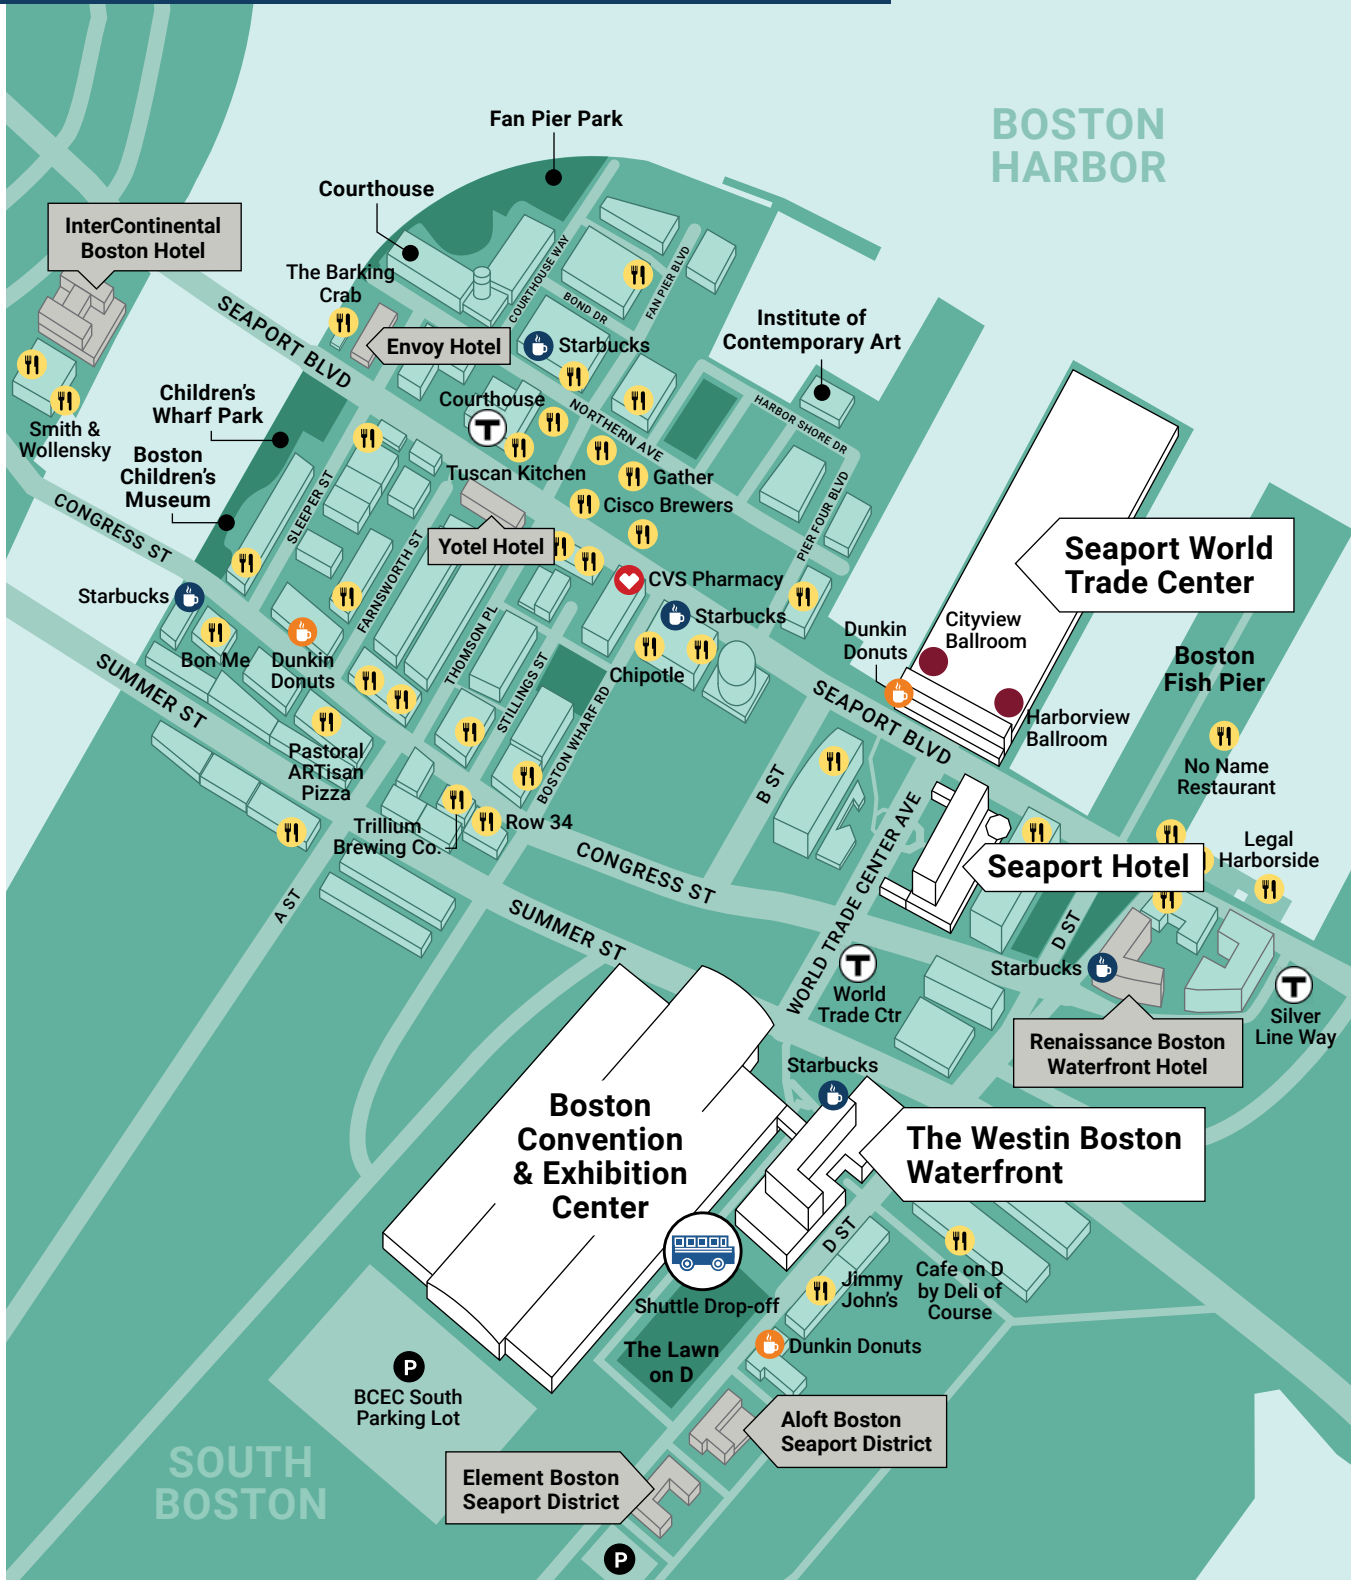 BOSTON
HARBOR
Fan Pier Park
Courthouse
InterContinental
Boston Hotel
The Barking
Crab
SEAPORT BLVD
COURTHOUSE WAY
BOND DR
FAN PIER BLVD
Envoy Hotel
Starbucks
Institute of
Contemporary Art
Children's
Wharf Park
Smith &
Wollensky
Courthouse
T
NORTHERN AVE
HARBOR SHORE DR
Boston
Children's
Museum
Tuscan Kitchen
Gather
Cisco Brewers
PIER FOUR BLVD
CONGRESS ST
SLEEPER ST
FARNSWORTH ST
Yotel Hotel
Seaport World
Trade Center
CVS Pharmacy
Starbucks
Starbucks
THOMSON PL
STILLINGS ST
BOSTON WHARF RD
Bon Me
Dunkin
Donuts
Chipotle
Dunkin
Donuts
Cityview
Ballroom
Boston
Fish Pier
SUMMER ST
SEAPORT BLVD
Harborview
Ballroom
Pastoral
ARTisan
Pizza
B ST
No Name
Restaurant
Trillium
Brewing Co.
Row 34
CONGRESS ST
WORLD TRADE CENTER AVE
Seaport Hotel
Legal
Harborside
A ST
SUMMER ST
D ST
Starbucks
T
World
Trade Ctr
T
Silver
Line Way
Renaissance Boston
Waterfront Hotel
Starbucks
Boston
Convention
& Exhibition
Center
The Westin Boston
Waterfront
D ST
Shuttle Drop-off
Jimmy
John's
Cafe on D
by Deli of
Course
The Lawn
on D
Dunkin Donuts
P
BCEC South
Parking Lot
Aloft Boston
Seaport District
SOUTH
BOSTON
Element Boston
Seaport District
P